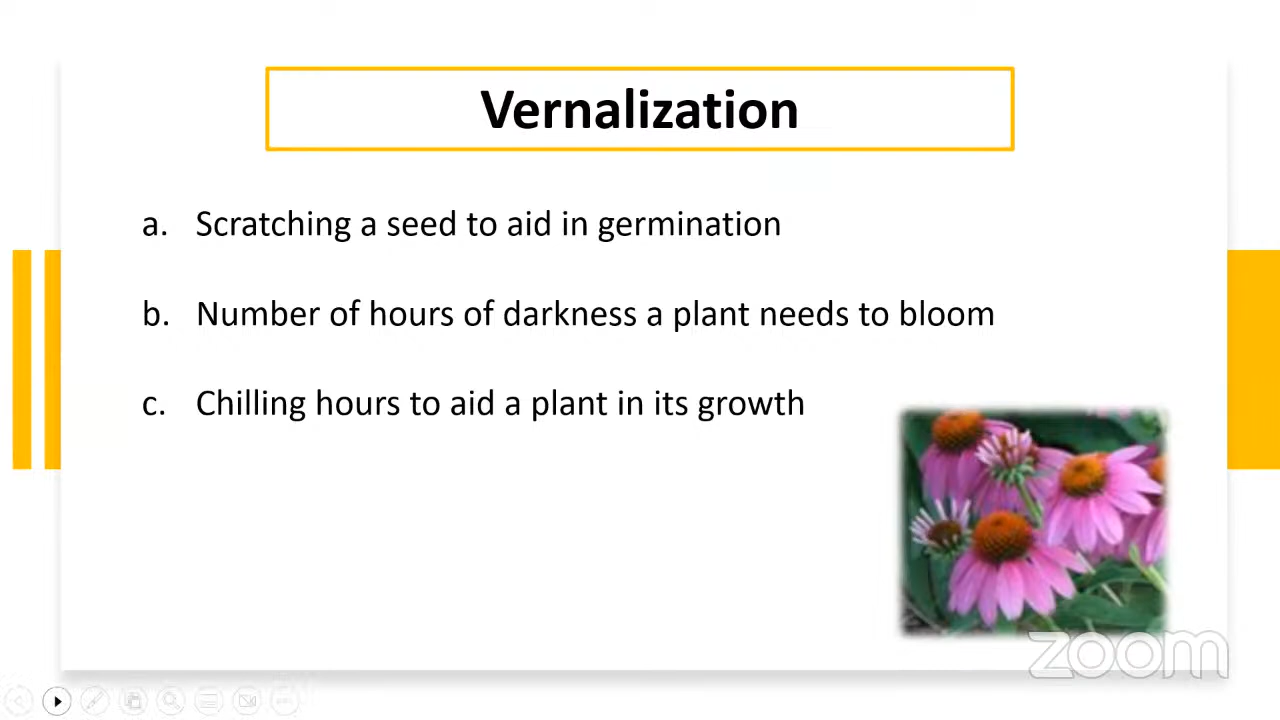 Vernalization
a. Scratching a seed to aid in germination
b. Number of hours of darkness a plant needs to bloom
c. Chilling hours to aid a plant in its growth
zoom